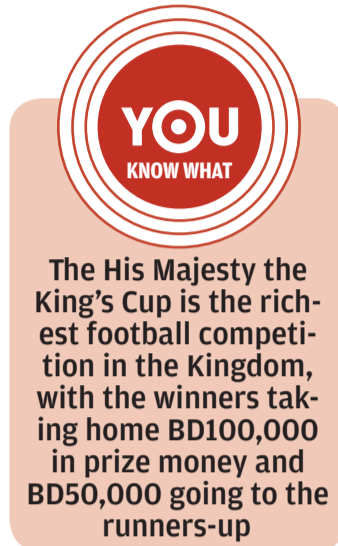 YOU
KNOW WHAT
The His Majesty the
King’s Cup is the rich-
est football competi-
tion in the Kingdom,
with the winners tak-
ing home BD100,000
in prize money and
BD50,000 going to the
runners-up